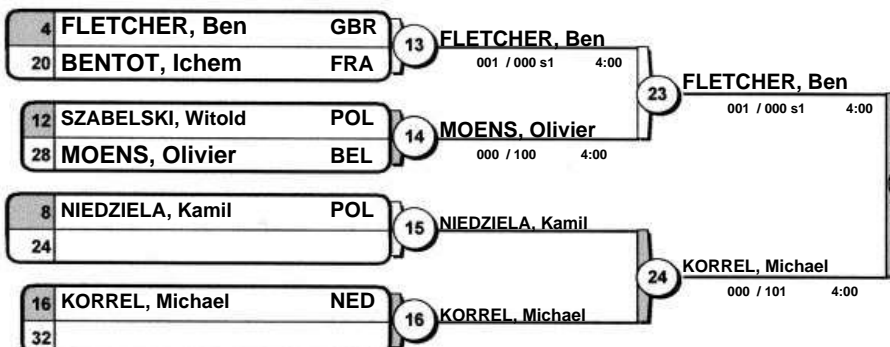 4 FLETCHER, Ben GBR
20 BENTOT, Ichem FRA
13 FLETCHER, Ben
001 / 000 s1 4:00
12 SZABELSKI, Witold POL
28 MOENS, Olivier BEL
14 MOENS, Olivier
000 / 100 4:00
23 FLETCHER, Ben
001 / 000 s1 4:00
8 NIEDZIELA, Kamil POL
24
15 NIEDZIELA, Kamil
16 KORREL, Michael NED
32
16 KORREL, Michael
24 KORREL, Michael
000 / 101 4:00